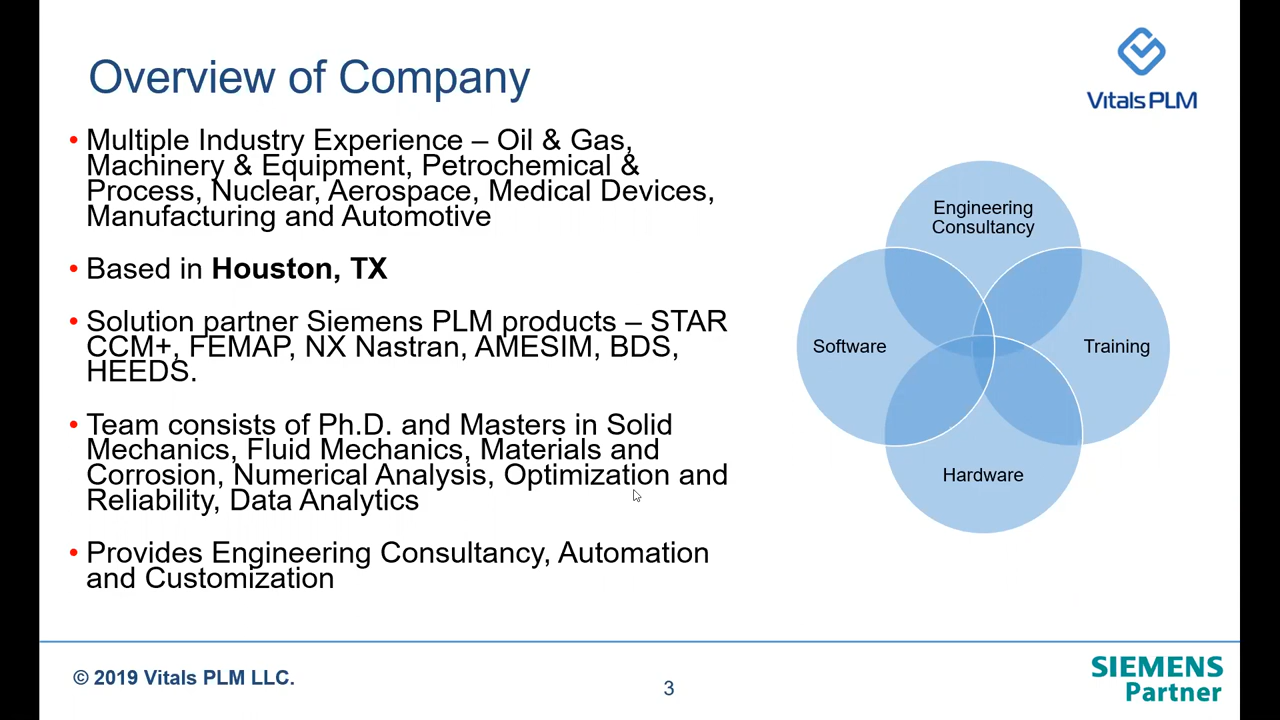 Overview of Company
VitalsPLM
• Multiple Industry Experience – Oil & Gas,
Machinery & Equipment, Petrochemical &
Process, Nuclear, Aerospace, Medical Devices,
Manufacturing and Automotive
• Based in Houston, TX
• Solution partner Siemens PLM products – STAR
CCM+, FEMAP, NX Nastran, AMESIM, BDS,
HEEDS.
• Team consists of Ph.D. and Masters in Solid
Mechanics, Fluid Mechanics, Materials and
Corrosion, Numerical Analysis, Optimization and
Reliability, Data Analytics
• Provides Engineering Consultancy, Automation
and Customization
Engineering
Consultancy
Software
Training
Hardware
© 2019 Vitals PLM LLC.
3
SIEMENS
Partner